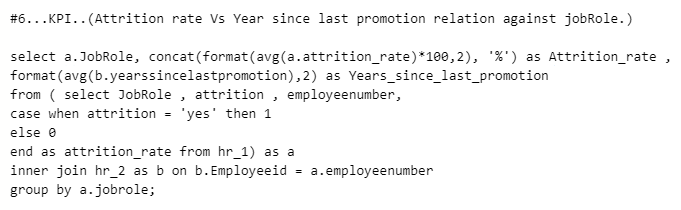 #6...KPI..(Attrition rate Vs Year since last promotion relation against jobRole.)
select a.JobRole, concat(format(avg(a.attrition_rate)*100,2), '%') as Attrition_rate ,
format(avg(b.yearssincelastpromotion),2) as Years_since_last_promotion
from ( select JobRole , attrition , employeenumber,
case when attrition = 'yes' then 1
else 0
end as attrition_rate from hr_1) as a
inner join hr_2 as b on b.Employeeid = a.employeenumber
group by a.jobrole;